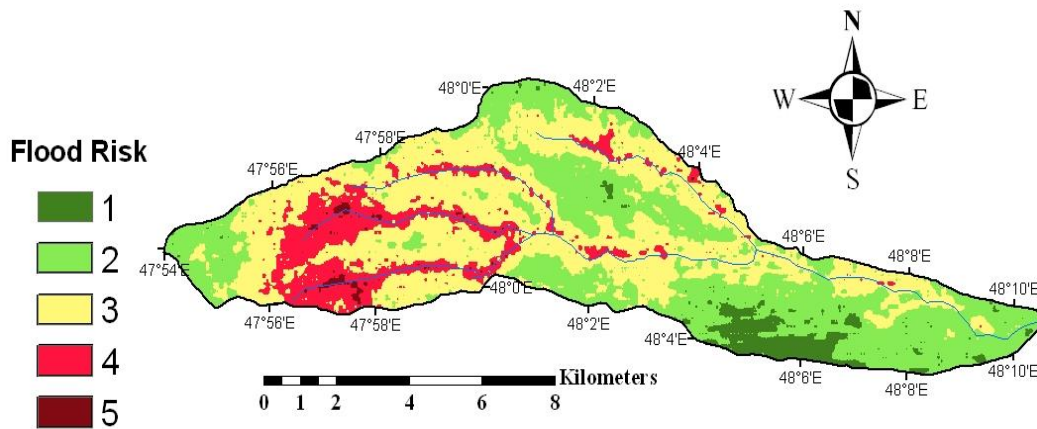 N
W E
S
Flood Risk
1
2
3
4
5
48°0'E
48°2'E
47°58'E
48°4'E
47°56'E
47°54'E
48°6'E
48°8'E
48°10'E
47°56'E
47°58'E
48°0'E
48°2'E
48°4'E
48°6'E
48°8'E
48°10'E
Kilometers
0 1 2 4 6 8